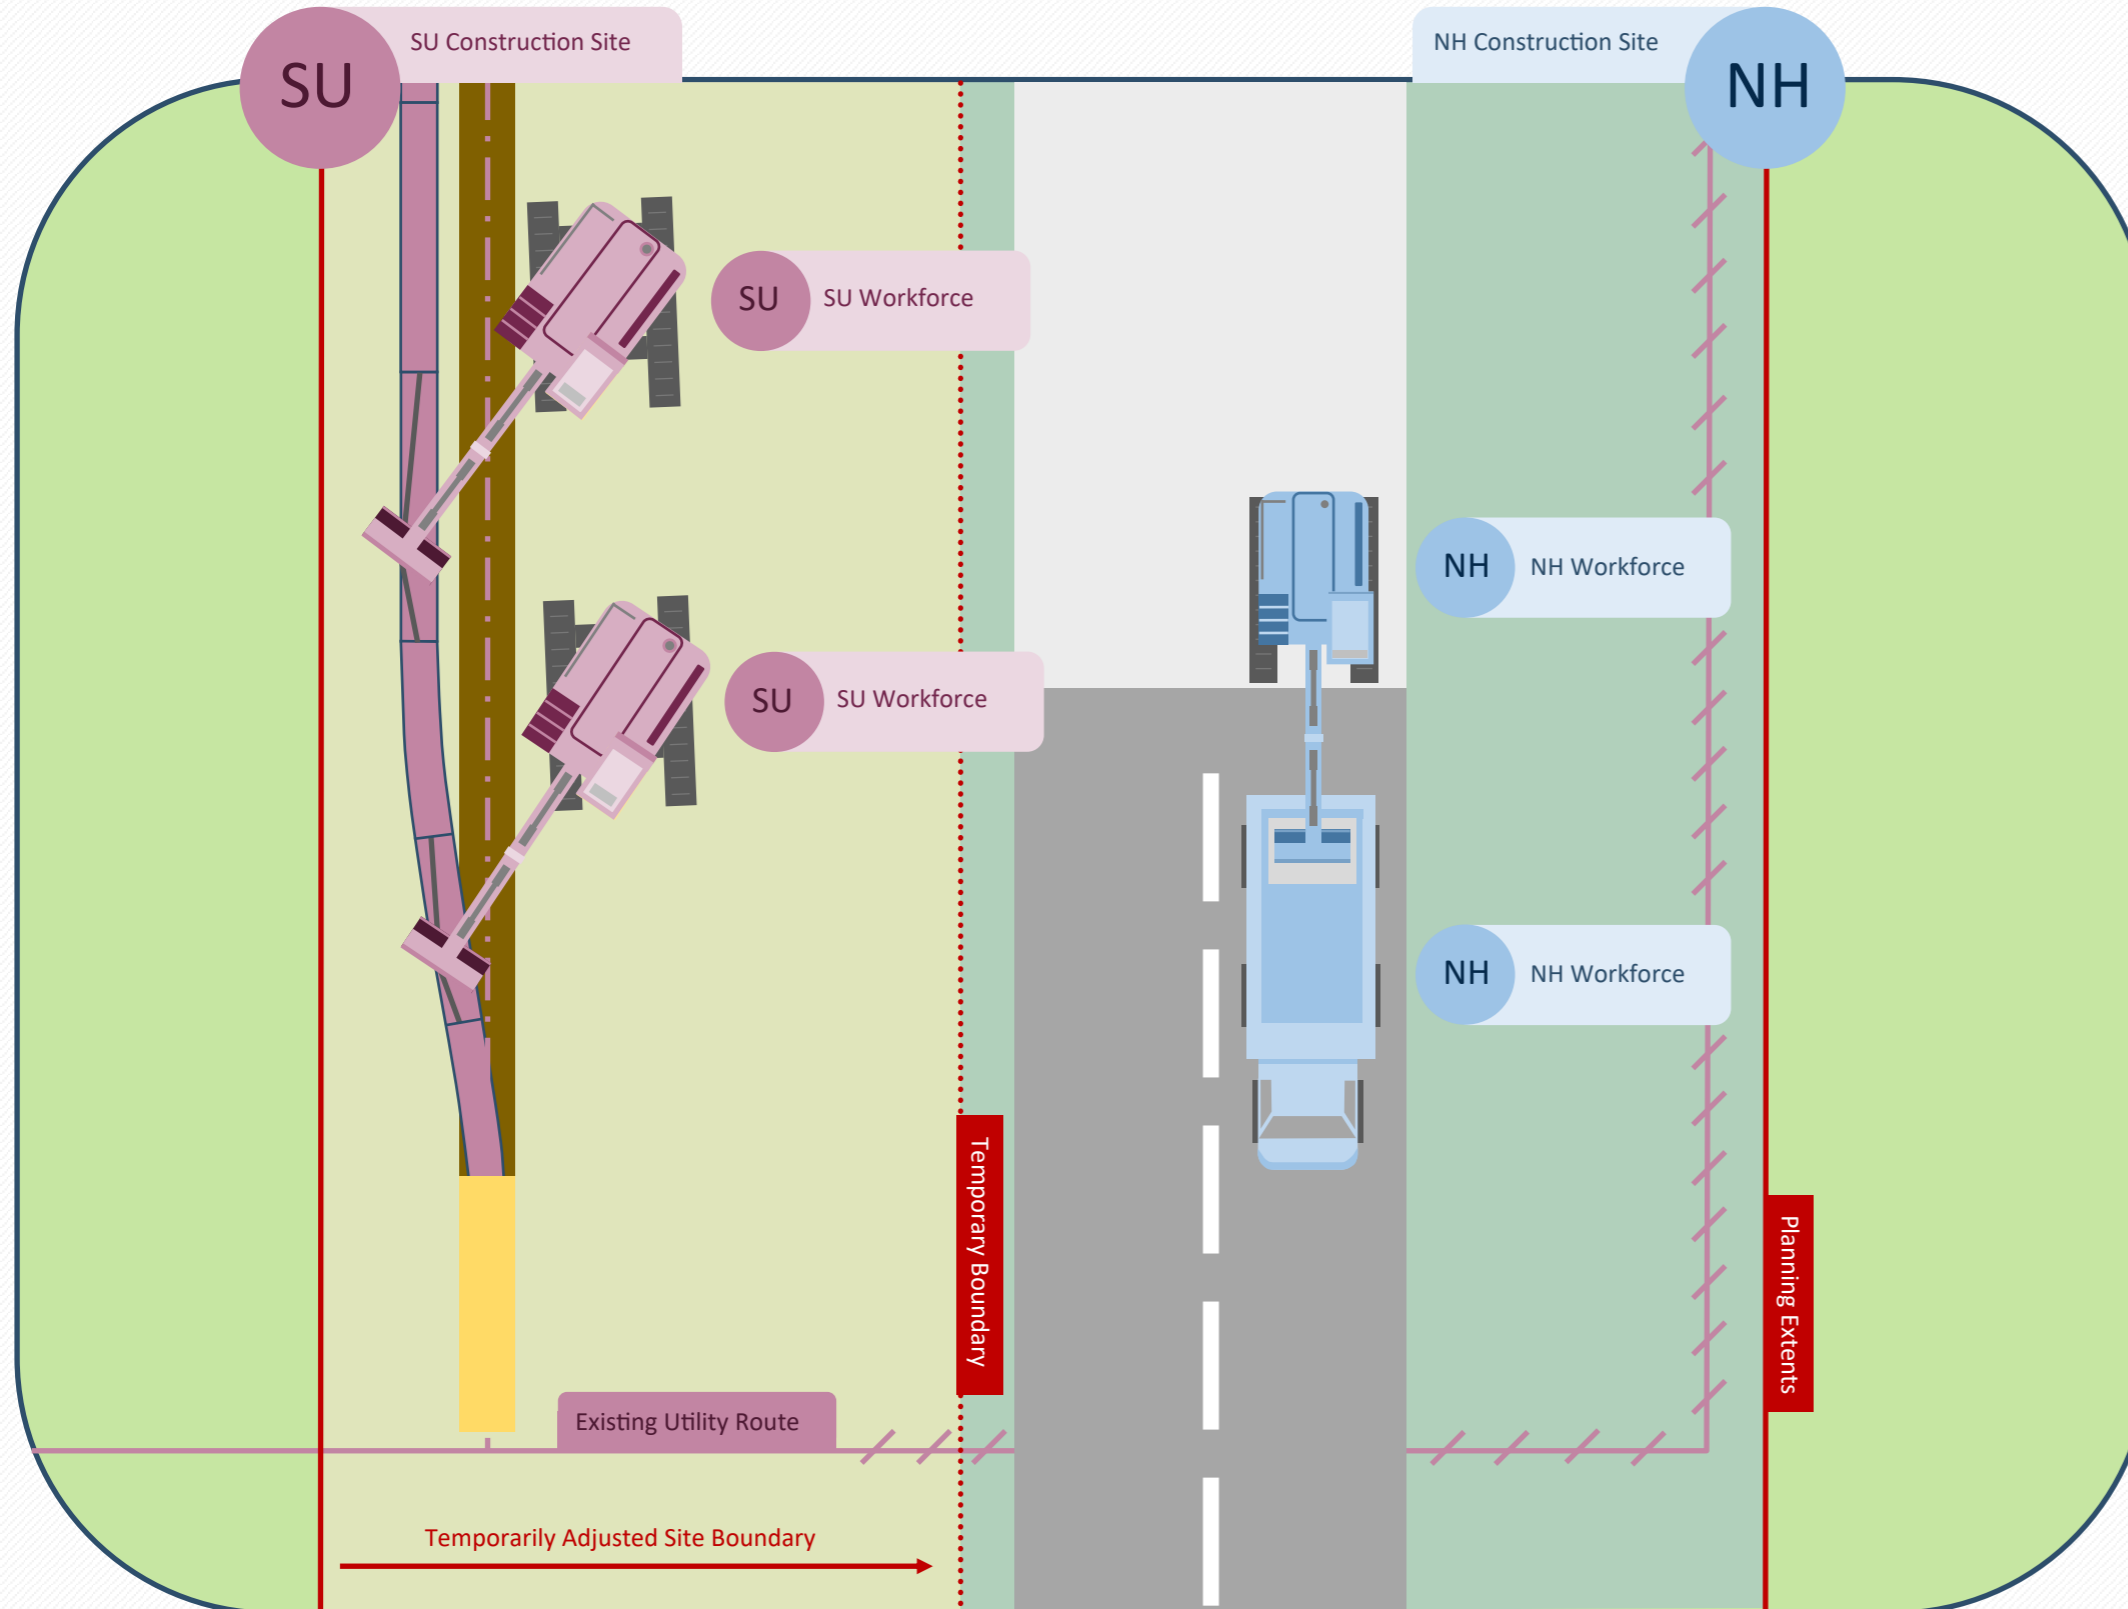 SU
SU Construction Site
NH Construction Site
NH
SU
SU Workforce
NH
NH Workforce
SU
SU Workforce
NH
NH Workforce
Temporary Boundary
Planning Extents
Existing Utility Route
Temporarily Adjusted Site Boundary